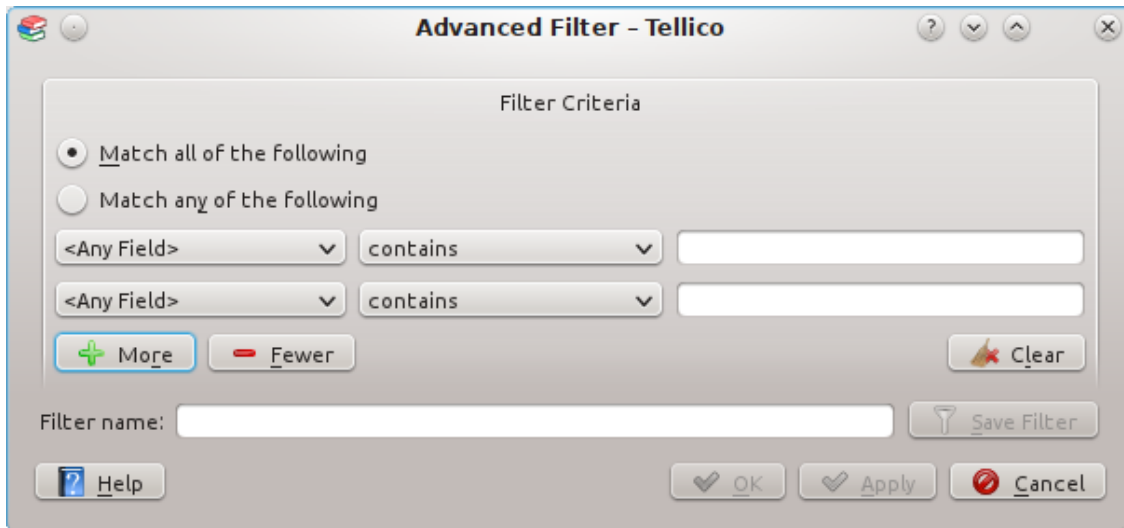 Advanced Filter – Tellico
Filter Criteria
Match all of the following
Match any of the following
<Any Field> contains
<Any Field> contains
More Fewer Clear
Filter name: Save Filter
Help OK Apply Cancel